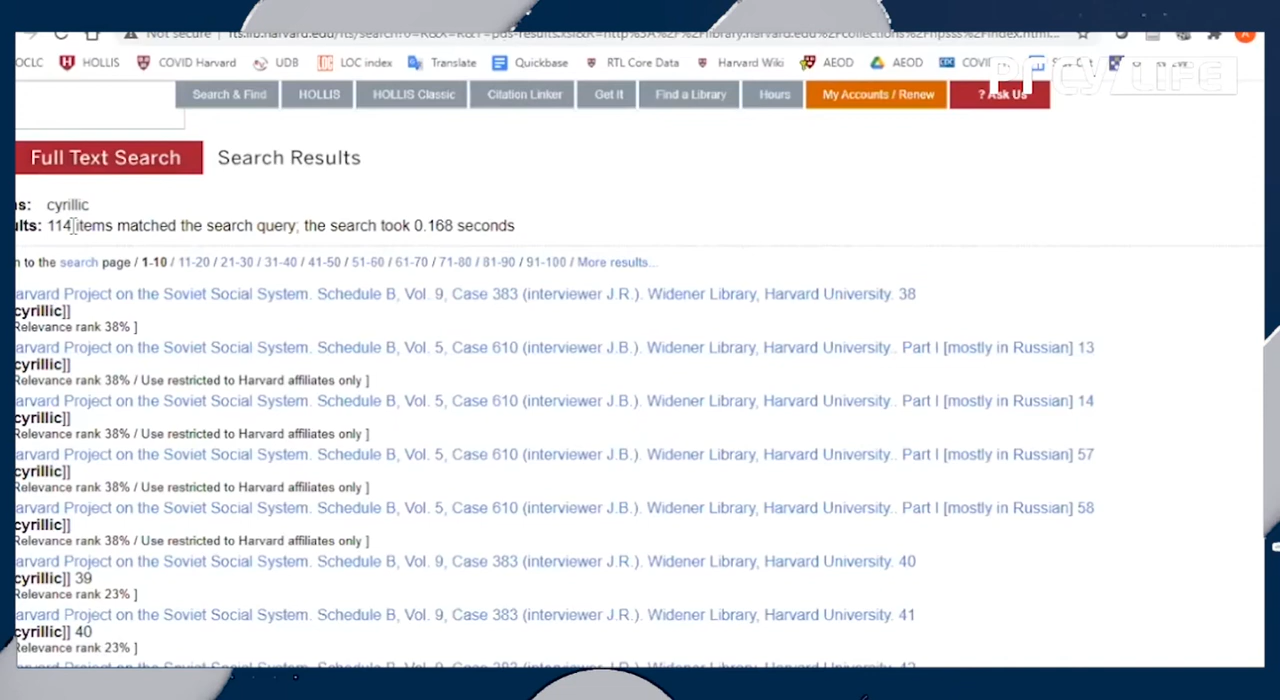 Not secure
OCLC HOLLIS COVID Harvard UDB LOC index Translate Quickbase RTL Core Data Harvard Wiki AEOD AEOD
LIFE
Search & Find HOLLIS HOLLIS Classic Citation Linker Get It Find a Library Hours My Accounts / Renew ? Ask Us
Full Text Search Search Results
ns: cyrillic
ults: 114 items matched the search query; the search took 0.168 seconds
n to the search page / 1-10 / 11-20 / 21-30 / 31-40 / 41-50 / 51-60 / 61-70 / 71-80 / 81-90 / 91-100 / More results...
arvard Project on the Soviet Social System. Schedule B, Vol. 9, Case 383 (interviewer J.R.). Widener Library, Harvard University. 38
cyrillic]]
Relevance rank 38% ]
arvard Project on the Soviet Social System. Schedule B, Vol. 5, Case 610 (interviewer J.B.). Widener Library, Harvard University.. Part I [mostly in Russian] 13
cyrillic]]
Relevance rank 38% / Use restricted to Harvard affiliates only ]
arvard Project on the Soviet Social System. Schedule B, Vol. 5, Case 610 (interviewer J.B.). Widener Library, Harvard University.. Part I [mostly in Russian] 14
cyrillic]]
Relevance rank 38% / Use restricted to Harvard affiliates only ]
arvard Project on the Soviet Social System. Schedule B, Vol. 5, Case 610 (interviewer J.B.). Widener Library, Harvard University.. Part I [mostly in Russian] 57
cyrillic]]
Relevance rank 38% / Use restricted to Harvard affiliates only ]
arvard Project on the Soviet Social System. Schedule B, Vol. 5, Case 610 (interviewer J.B.). Widener Library, Harvard University.. Part I [mostly in Russian] 58
cyrillic]]
Relevance rank 38% / Use restricted to Harvard affiliates only ]
arvard Project on the Soviet Social System. Schedule B, Vol. 9, Case 383 (interviewer J.R.). Widener Library, Harvard University. 40
cyrillic]] 39
Relevance rank 23% ]
arvard Project on the Soviet Social System. Schedule B, Vol. 9, Case 383 (interviewer J.R.). Widener Library, Harvard University. 41
cyrillic]] 40
Relevance rank 23% ]